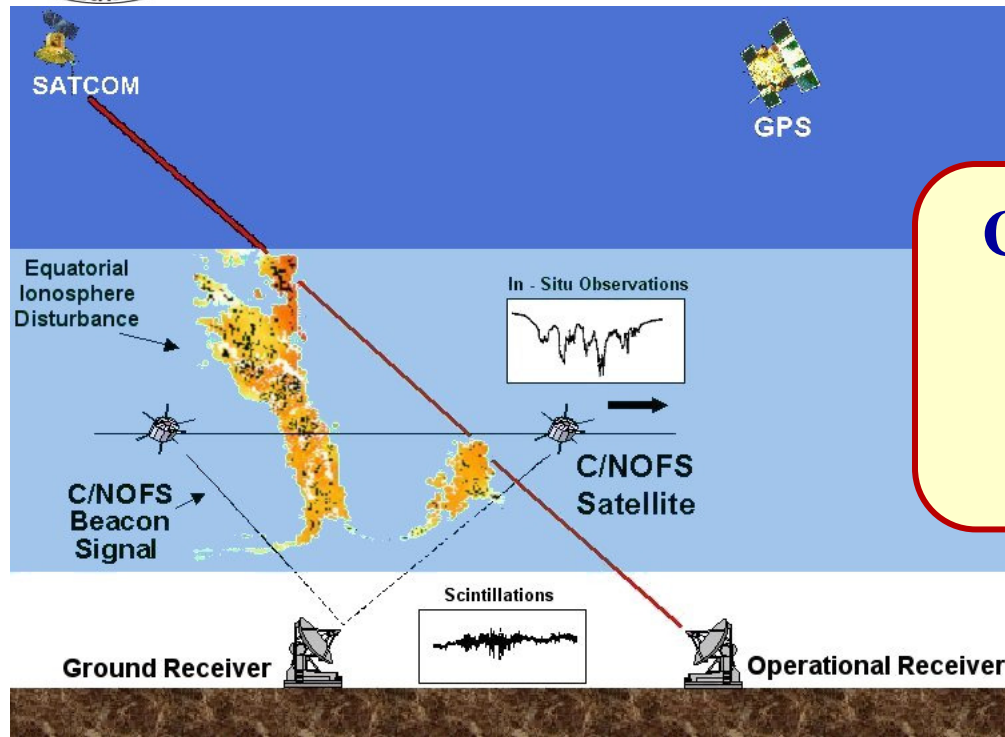 SATCOM
GPS
Equatorial
Ionosphere
Disturbance
In - Situ Observations
C/NOFS
Beacon
Signal
C/NOFS
Satellite
Scintillations
Ground Receiver
Operational Receiver